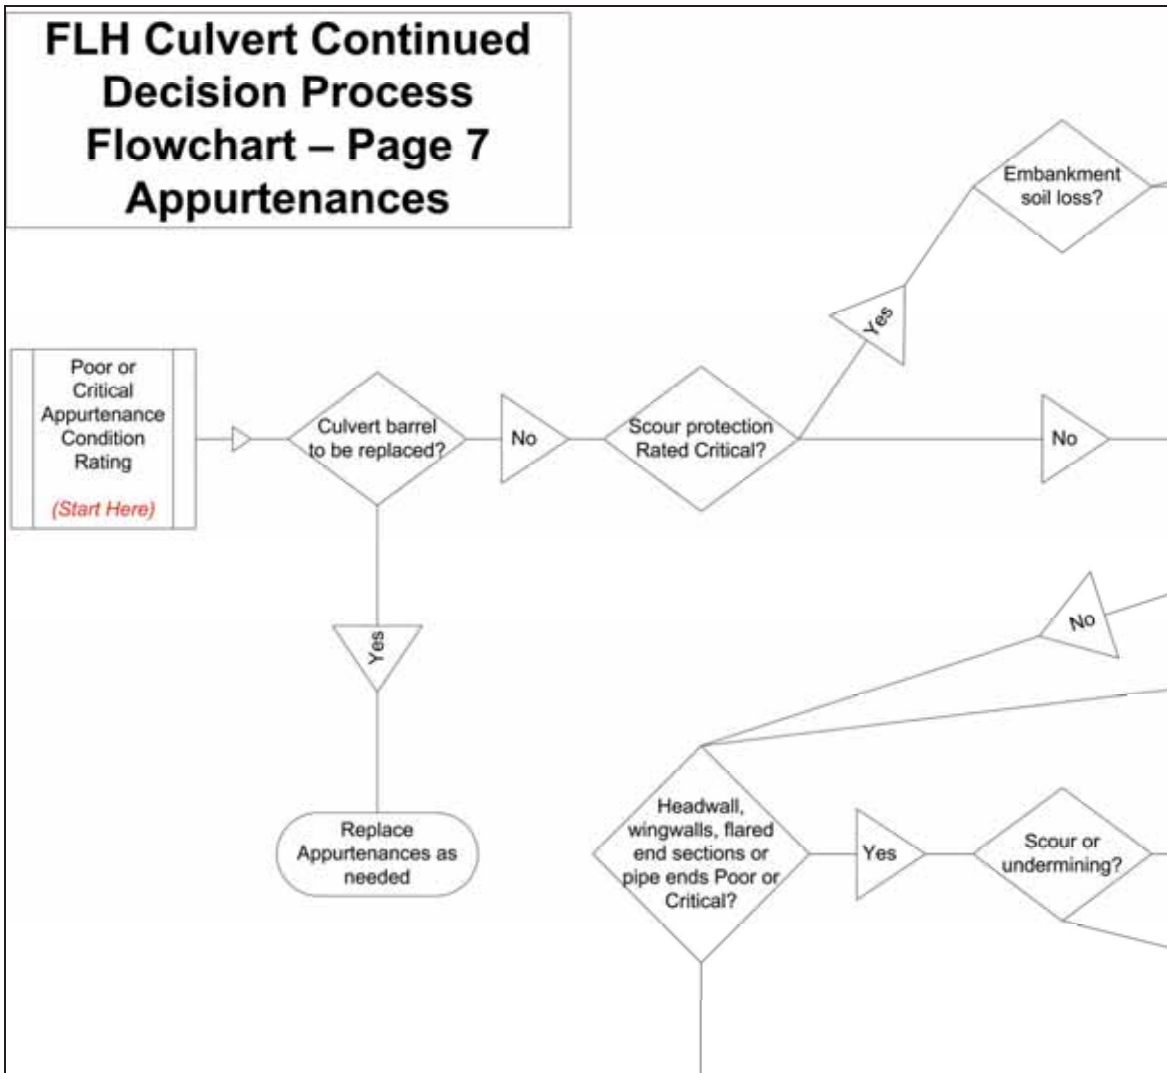 FLH Culvert Continued
Decision Process
Flowchart – Page 7
Appurtenances
Embankment
soil loss?
Yes
Poor or
Critical
Appurtenance
Condition
Rating
(Start Here)
Culvert barrel
to be replaced?
No
Scour protection
Rated Critical?
No
No
Yes
Replace
Appurtenances as
needed
Headwall,
wingwalls, flared
end sections or
pipe ends Poor or
Critical?
Yes
Scour or
undermining?